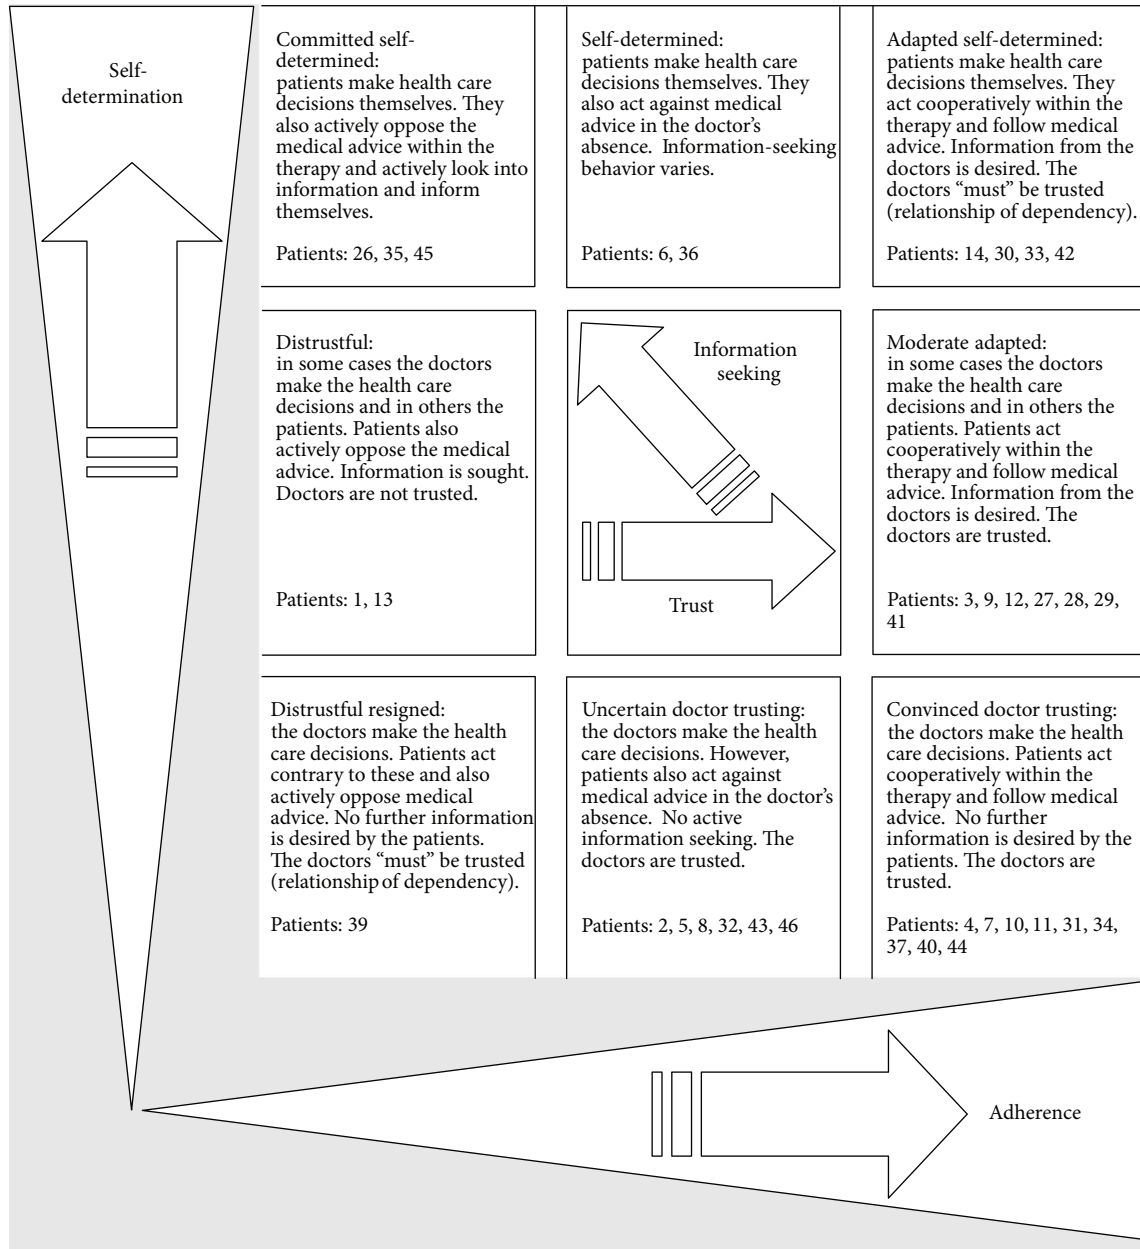 Self-
determination
Committed self-
determined:
patients make health care
decisions themselves. They
also actively oppose the
medical advice within the
therapy and actively look into
information and inform
themselves.
Patients: 26, 35, 45
Self-determined:
patients make health care
decisions themselves. They
also act against medical
advice in the doctor's
absence. Information-seeking
behavior varies.
Patients: 6, 36
Adapted self-determined:
patients make health care
decisions themselves. They
act cooperatively within the
therapy and follow medical
advice. Information from the
doctors is desired. The
doctors “must” be trusted
(relationship of dependency).
Patients: 14, 30, 33, 42
Distrustful:
in some cases the doctors
make the health care
decisions and in others the
patients. Patients also
actively oppose the medical
advice. Information is sought.
Doctors are not trusted.
Patients: 1, 13
Information
seeking
Trust
Moderate adapted:
in some cases the doctors
make the health care
decisions and in others the
patients. Patients act
cooperatively within the
therapy and follow medical
advice. Information from the
doctors is desired. The
doctors are trusted.
Patients: 3, 9, 12, 27, 28, 29,
41
Distrustful resigned:
the doctors make the health
care decisions. Patients act
contrary to these and also
actively oppose medical
advice. No further information
is desired by the patients.
The doctors “must” be trusted
(relationship of dependency).
Patients: 39
Uncertain doctor trusting:
the doctors make the health
care decisions. However,
patients also act against
medical advice in the doctor's
absence. No active
information seeking. The
doctors are trusted.
Patients: 2, 5, 8, 32, 43, 46
Convinced doctor trusting:
the doctors make the health
care decisions. Patients act
cooperatively within the
therapy and follow medical
advice. No further
information is desired by the
patients. The doctors are
trusted.
Patients: 4, 7, 10, 11, 31, 34,
37, 40, 44
Adherence